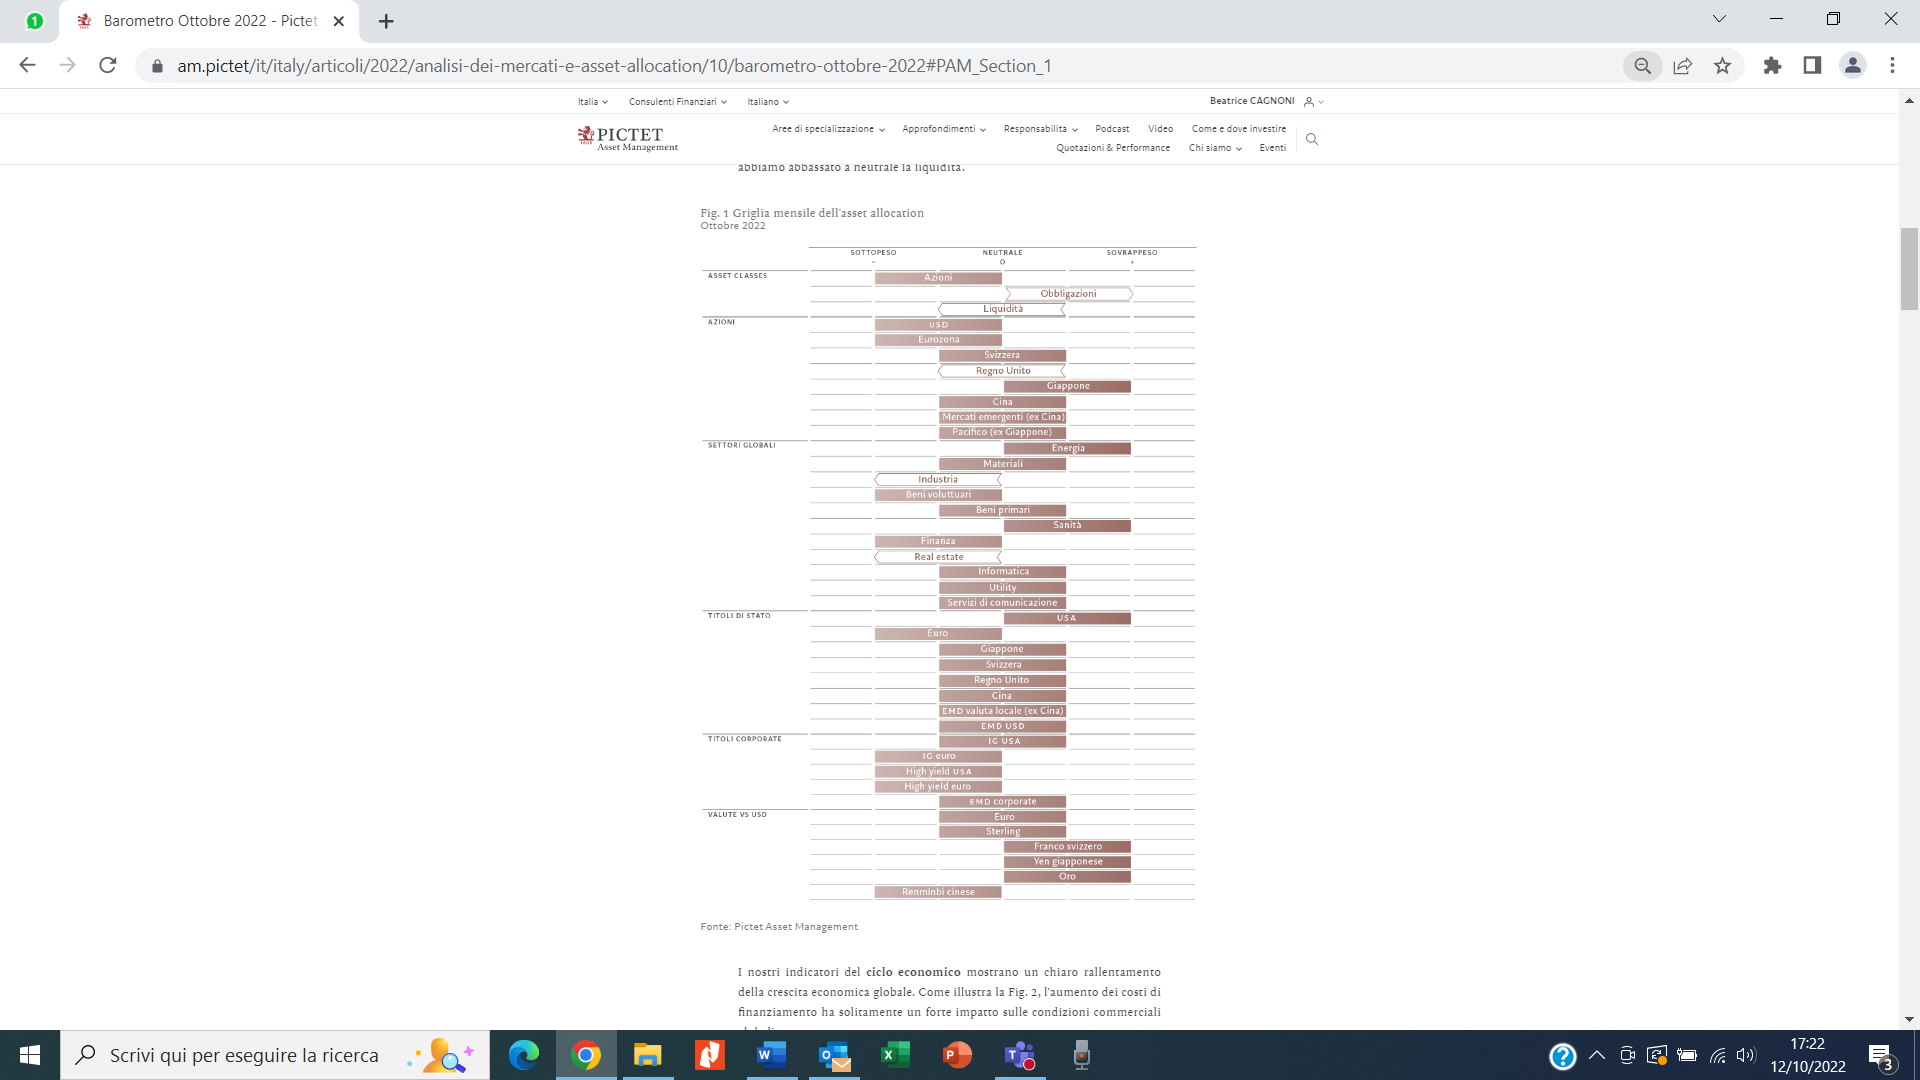 1
Barometro Ottobre 2022 - Pictet
am.pictet/it/italy/articoli/2022/analisi-dei-mercati-e-asset-allocation/10/barometro-ottobre-2022#PAM_Section_1
Italia
Consulenti Finanziari
Italiano
Beatrice CAGNONI
PICTET
1805 Asset Management
Aree di specializzazione
Approfondimenti
Responsabilità
Podcast
Video
Come e dove investire
Quotazioni & Performance
Chi siamo
Eventi
abbiamo abbassato a neutrale la liquidità.
Fig. 1 Griglia mensile dell'asset allocation
Ottobre 2022
SOTTOPESO NEUTRALE SOVRAPPESO
- O +
ASSET CLASSES
Azioni
Obbligazioni
Liquidità
AZIONI
USD
Eurozona
Svizzera
Regno Unito
Giappone
Cina
Mercati emergenti (ex Cina)
Pacifico (ex Giappone)
SETTORI GLOBALI
Energia
Materiali
Industria
Beni voluttuari
Beni primari
Sanità
Finanza
Real estate
Informatica
Utility
Servizi di comunicazione
TITOLI DI STATO
USA
Euro
Giappone
Svizzera
Regno Unito
Cina
EMD valuta locale (ex Cina)
EMD USD
TITOLI CORPORATE
IG USA
IG euro
High yield USA
High yield euro
EMD corporate
VALUTE VS USD
Euro
Sterling
Franco svizzero
Yen giapponese
Oro
Renminbi cinese
Fonte: Pictet Asset Management
I nostri indicatori del ciclo economico mostrano un chiaro rallentamento
della crescita economica globale. Come illustra la Fig. 2, l'aumento dei costi di
finanziamento ha solitamente un forte impatto sulle condizioni commerciali
Scrivi qui per eseguire la ricerca
17:22
12/10/2022
3